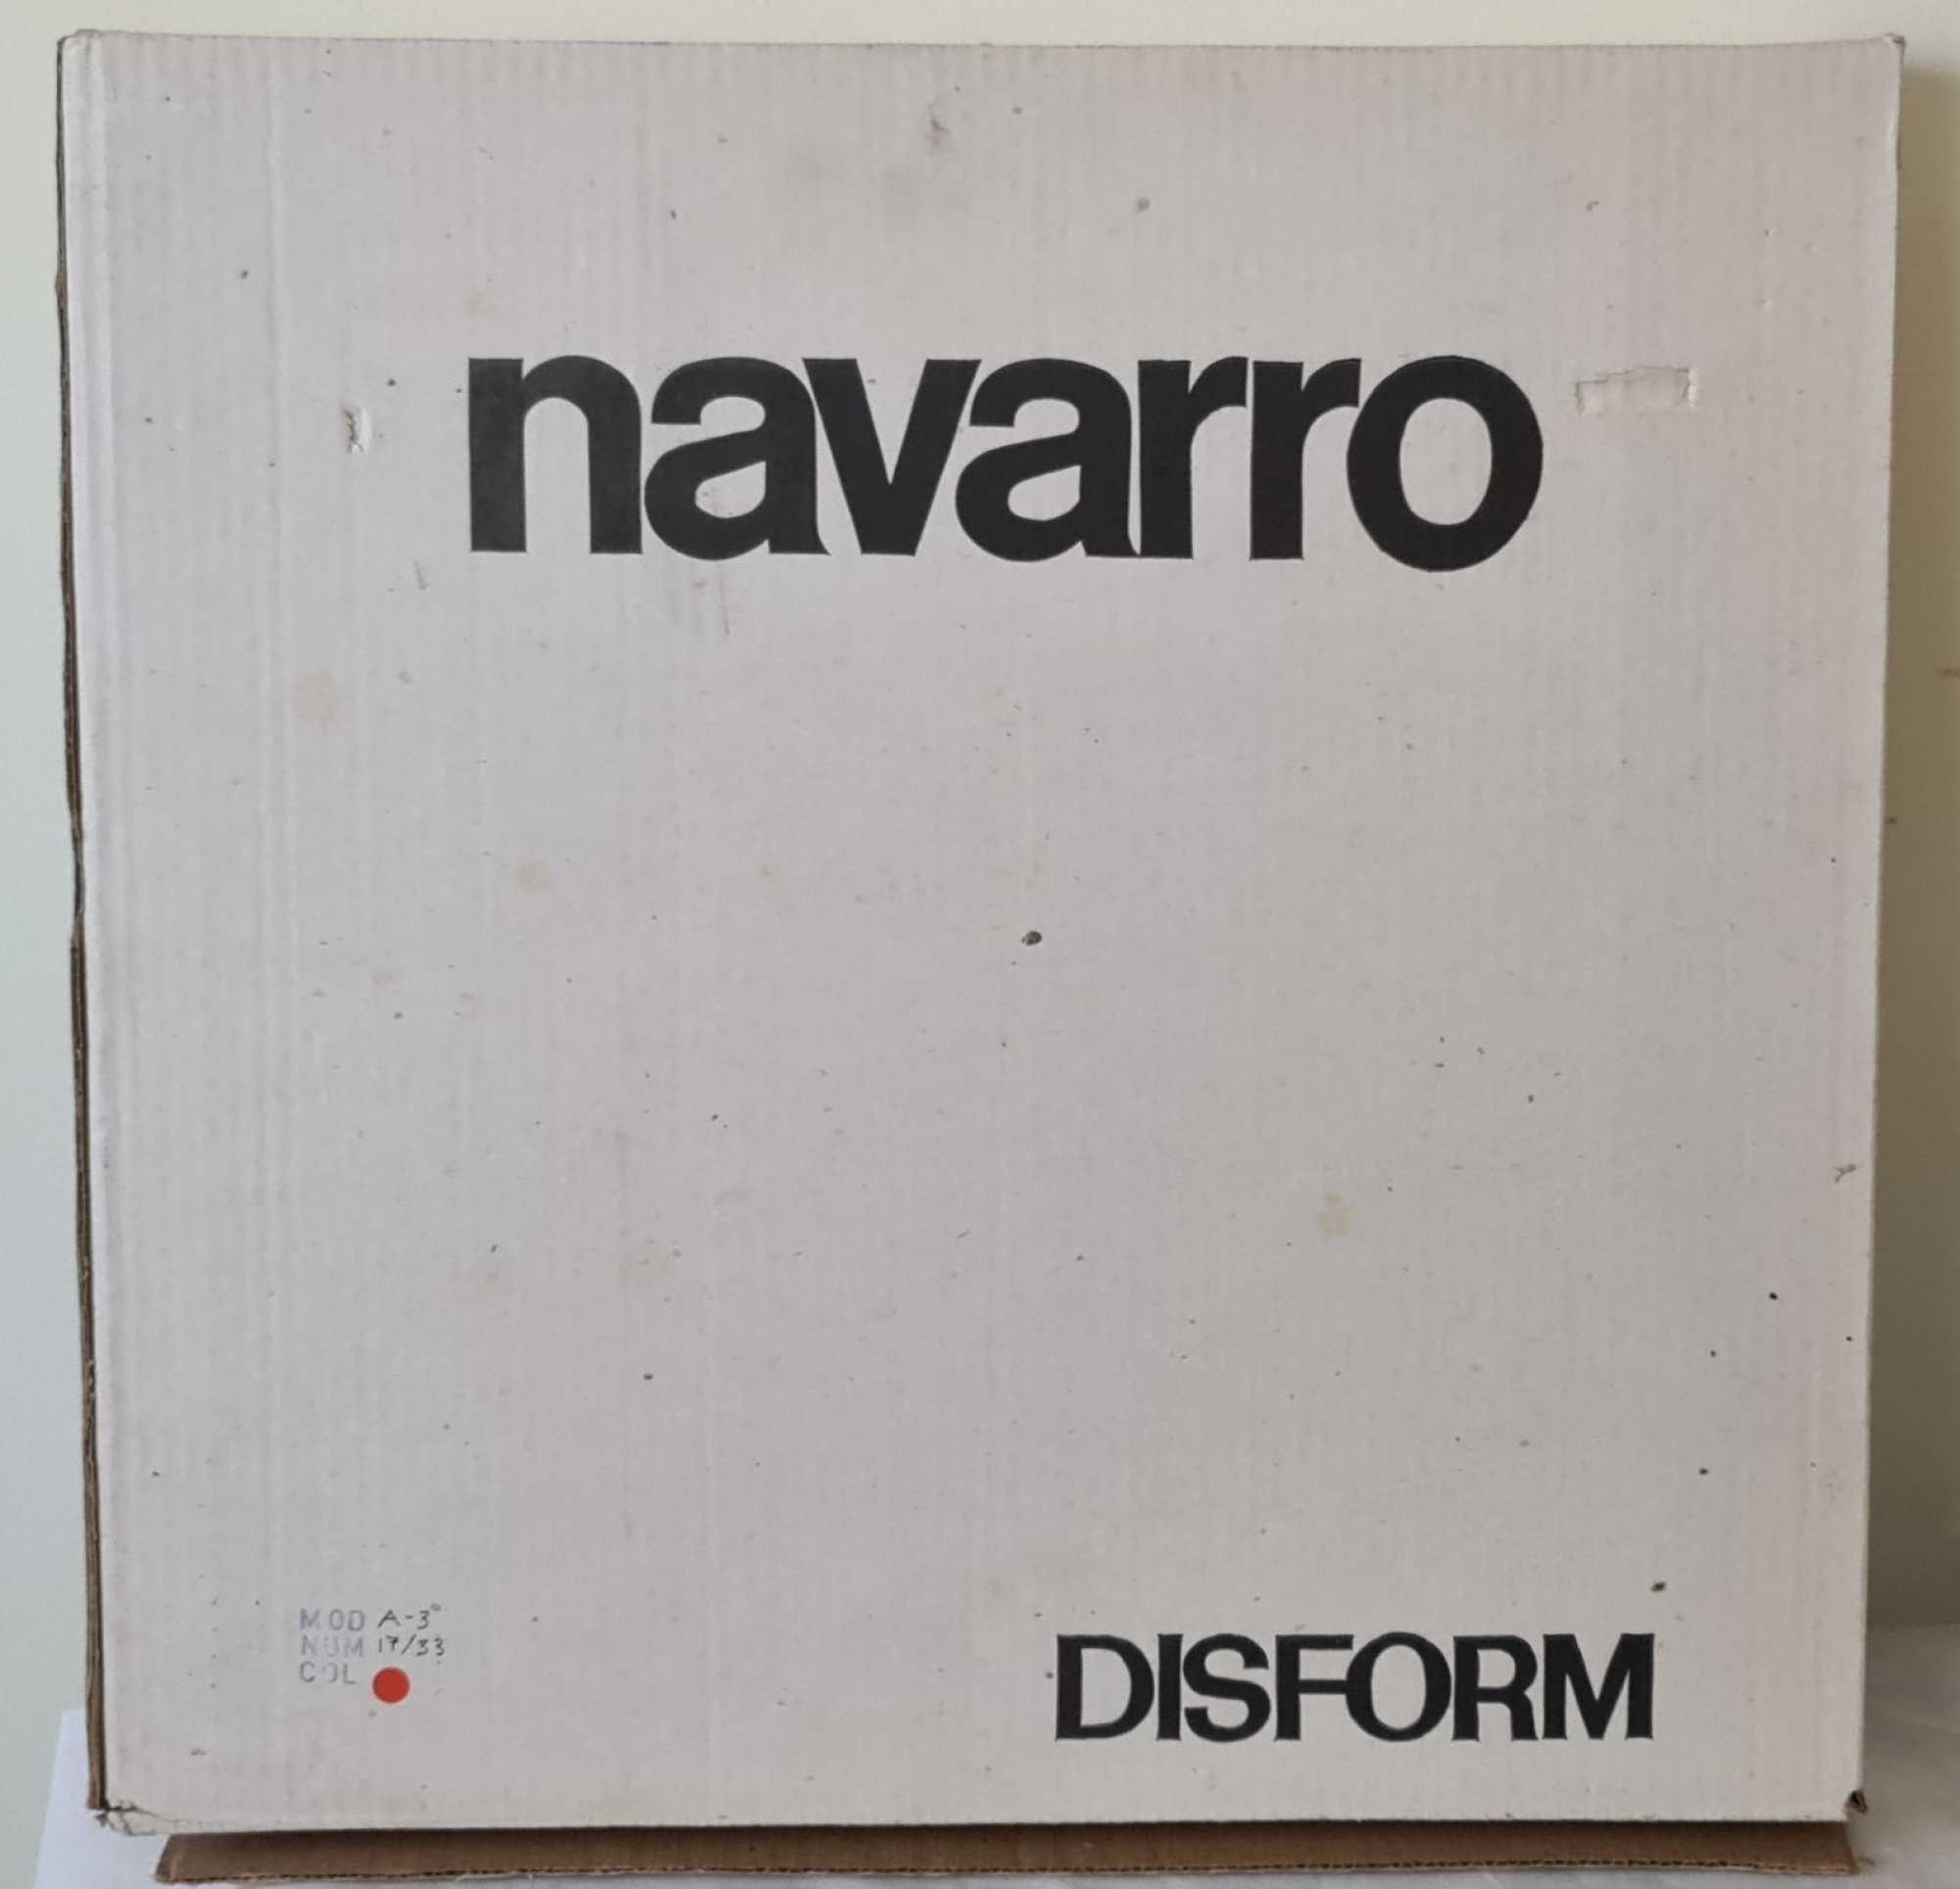 navarro
MOD A-3°
NUM 17/33
COL
DISFORM